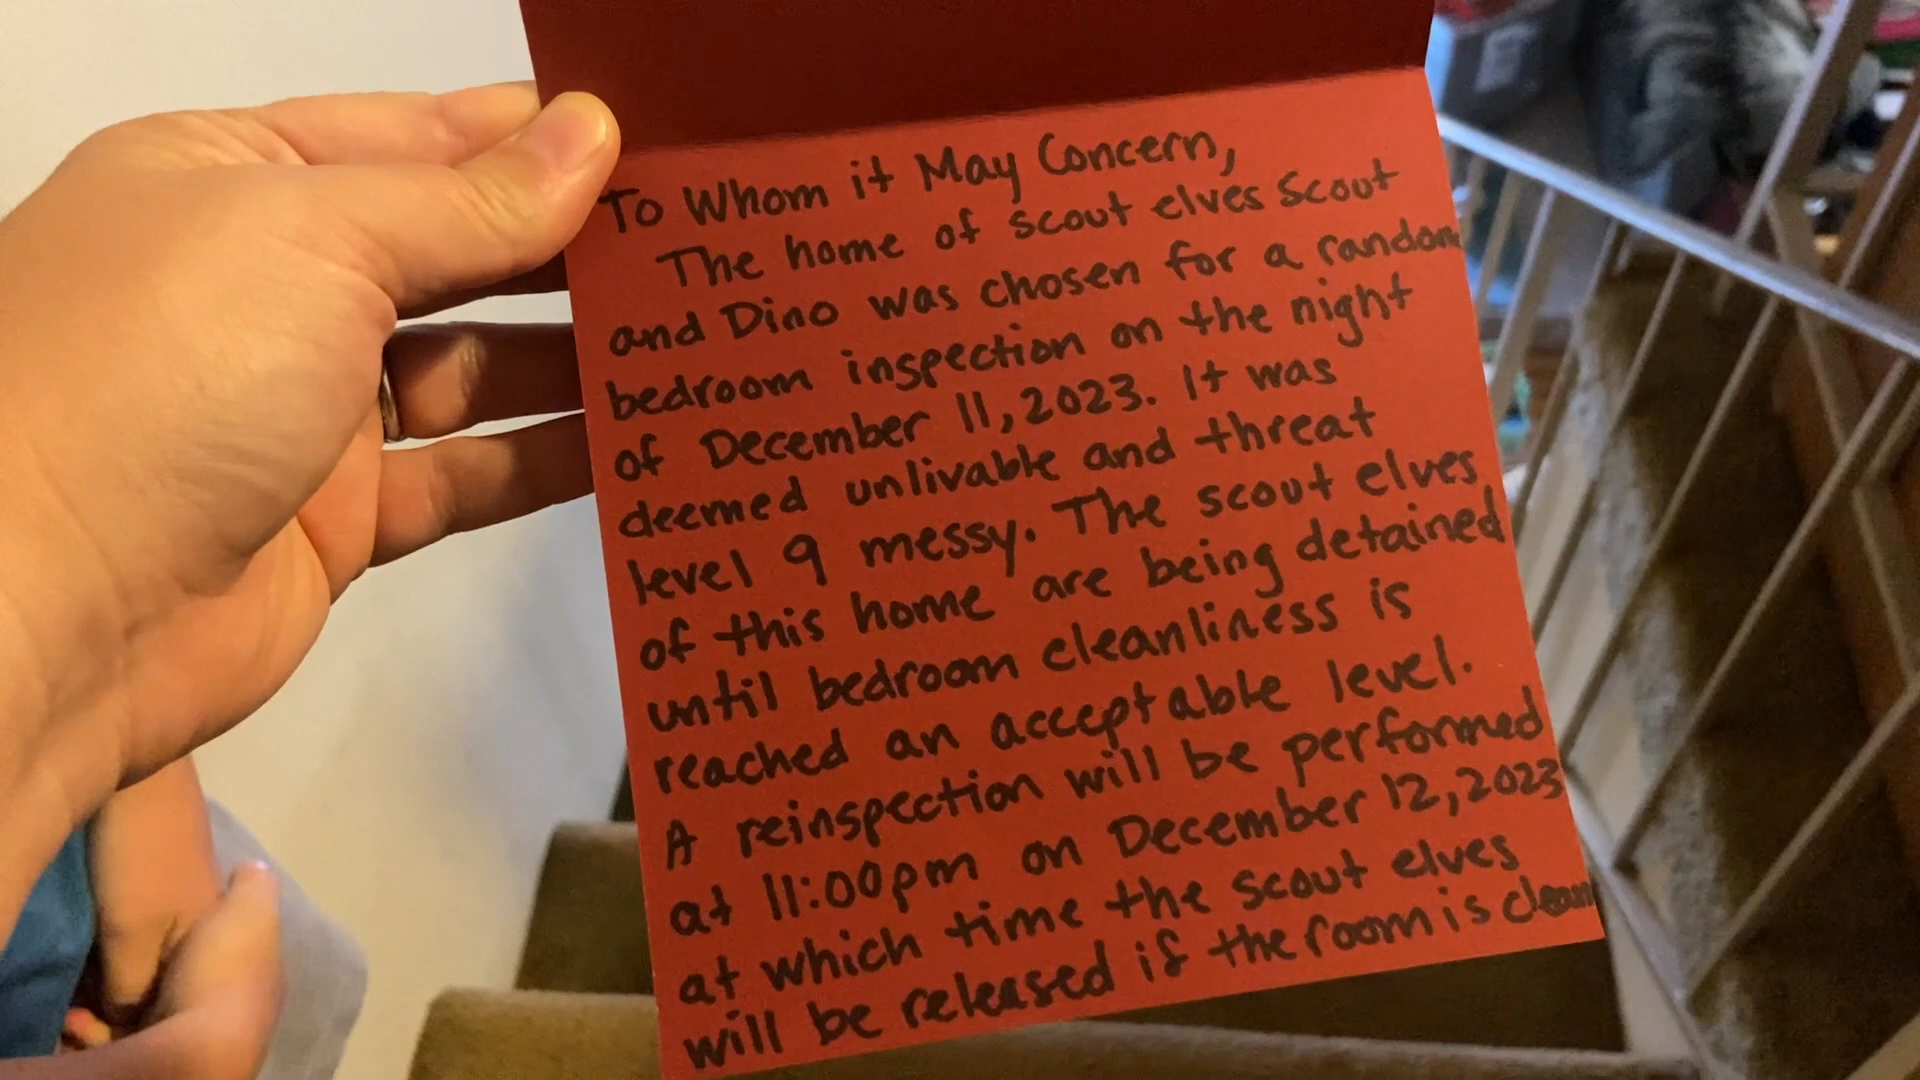 To Whom it May Concern,
The home of scout elves Scout
and Dino was chosen for a random
bedroom inspection on the night
of December 11, 2023. It was
deemed unlivable and threat
level 9 messy. The scout elves
of this home are being detained
until bedroom cleanliness is
reached an acceptable level.
A reinspection will be performed
at 11:00pm on December 12, 2023
at which time the scout elves
will be released if the room is clean